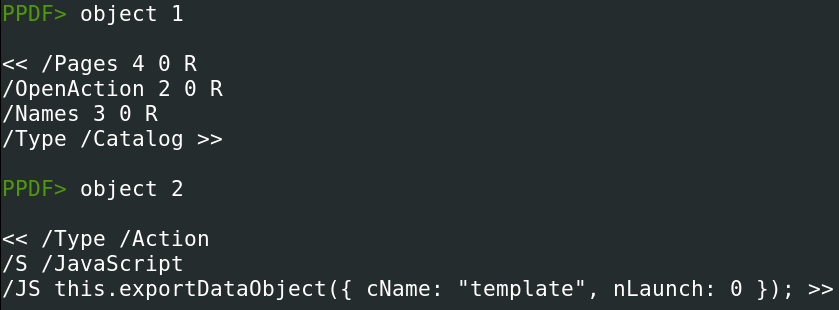 PPDF> object 1
<< /Pages 4 0 R
/OpenAction 2 0 R
/Names 3 0 R
/Type /Catalog >>
PPDF> object 2
<< /Type /Action
/S /JavaScript
/JS this.exportDataObject({ cName: "template", nLaunch: 0 }); >>